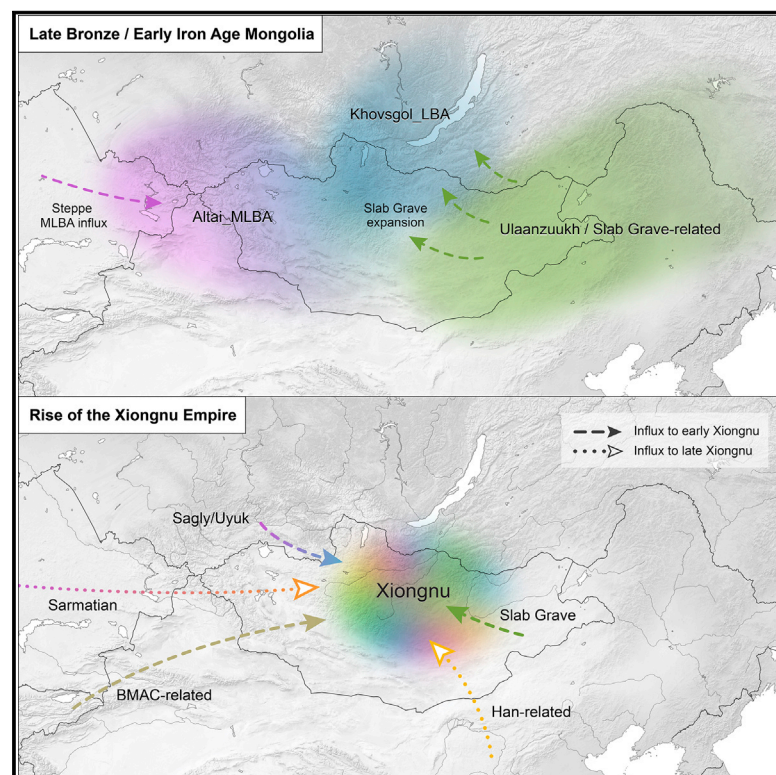 Late Bronze / Early Iron Age Mongolia
Khovsgol_LBA
Steppe
MLBA influx
Altai_MLBA
Slab Grave
expansion
Ulaanzuukh / Slab Grave-related
Rise of the Xiongnu Empire
Influx to early Xiongnu
Influx to late Xiongnu
Sagly/Uyuk
Xiongnu
Sarmatian
Slab Grave
BMAC-related
Han-related